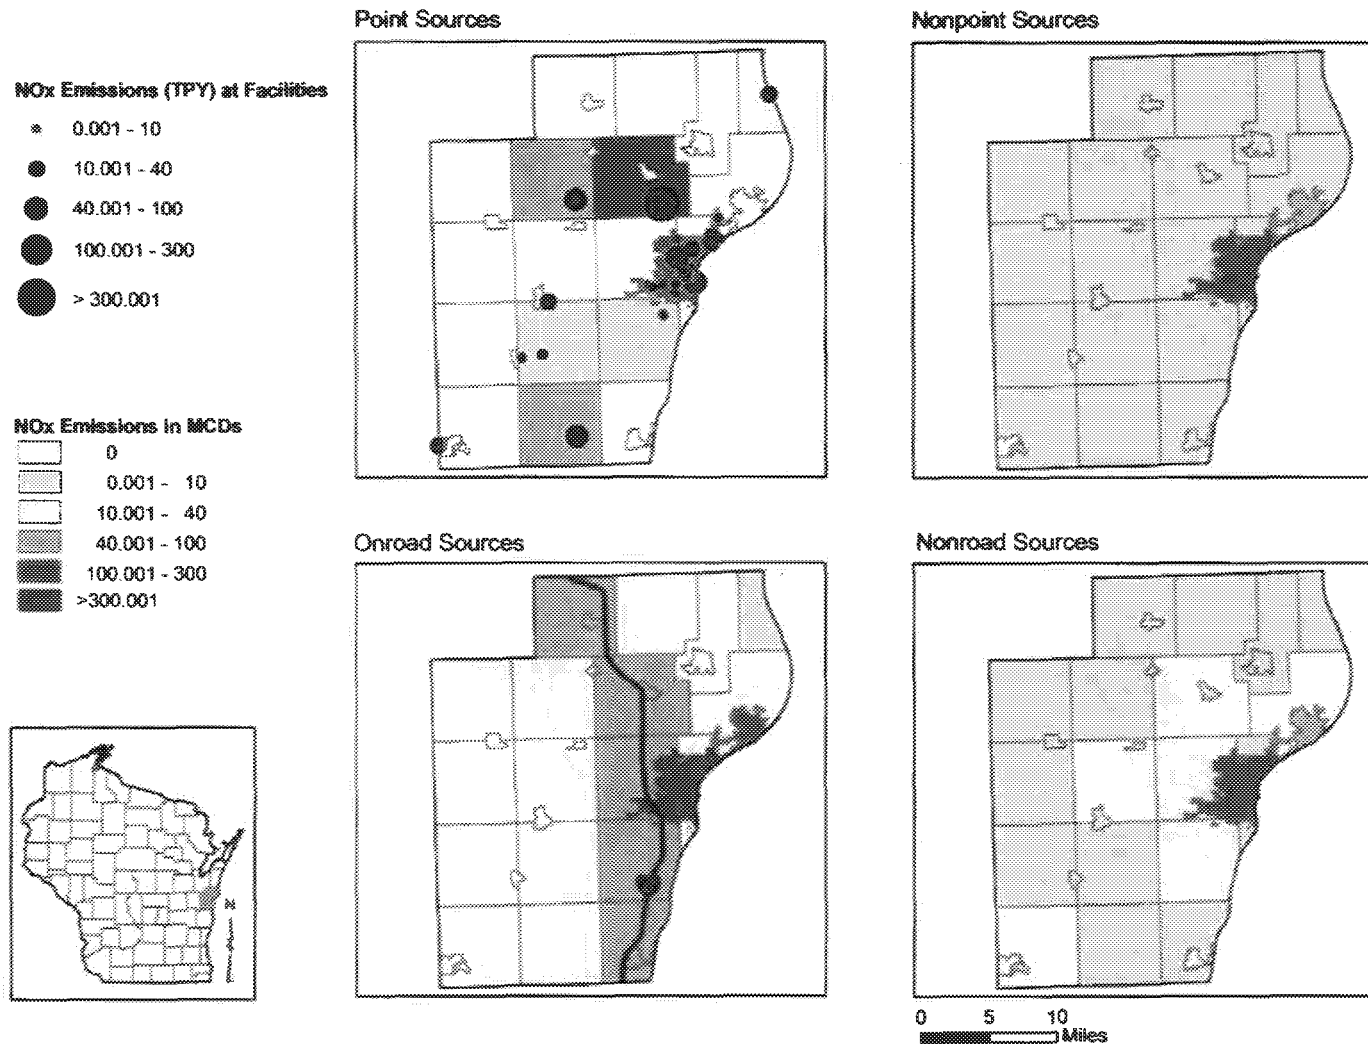 Point Sources
Nonpoint Sources
NOx Emissions (TPY) at Facilities
0.001 - 10
10.001 - 40
40.001 - 100
100.001 - 300
> 300.001
NOx Emissions in MCDs
0
0.001 - 10
10.001 - 40
40.001 - 100
100.001 - 300
>300.001
Onroad Sources
Nonroad Sources
N
0 5 10
Miles